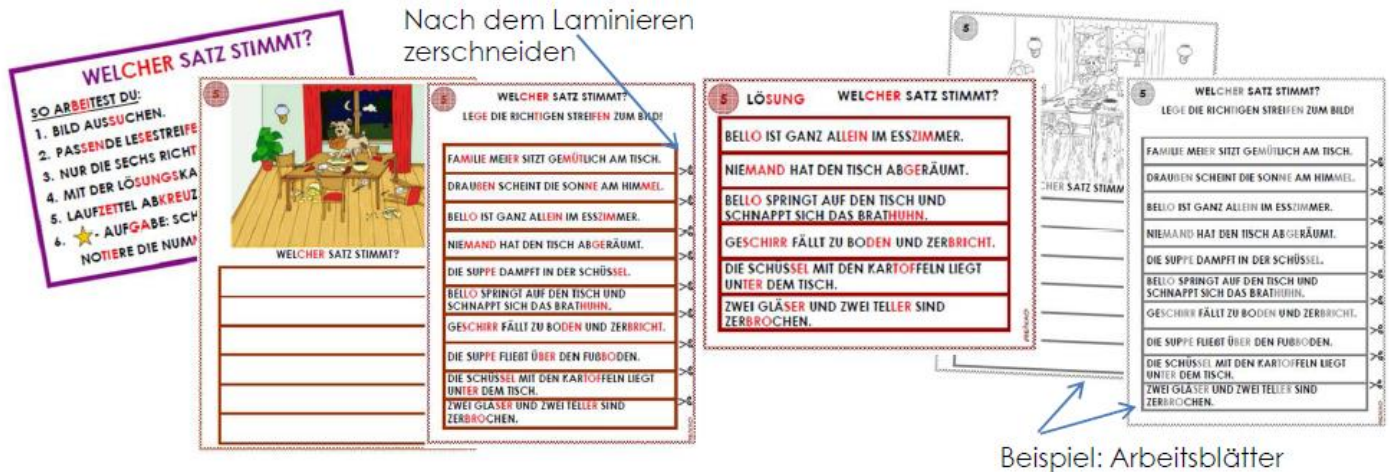 Nach dem Laminieren
zerschneiden
WELCHER SATZ STIMMT?
SO ARBEITEST DU:
1. BILD AUSSUCHEN.
2. PASSENDE LESESTREIFE
3. NUR DIE SECHS RICHT
4. MIT DER LÖSUNGSKA
5. LAUFZETTEL ABKREUZ
6. - AUFGABE: SCH
NOTIERE DIE NUM
5
WELCHER SATZ STIMMT?
5
WELCHER SATZ STIMMT?
LEGE DIE RICHTIGEN STREIFEN ZUM BILD!
FAMILIE MEIER SITZT GEMÜTLICH AM TISCH.
DRAUBEN SCHEINT DIE SONNE AM HIMMEL.
BELLO IST GANZ ALLEIN IM ESSZIMMER.
NIEMAND HAT DEN TISCH ABGERÄUMT.
DIE SUPPE DAMPFT IN DER SCHÜSSEL.
BELLO SPRINGT AUF DEN TISCH UND
SCHNAPPT SICH DAS BRATHUHN.
GESCHIRR FÄLLT ZU BODEN UND ZERBRICHT.
DIE SUPPE FLIEßT ÜBER DEN FUßBODEN.
DIE SCHÜSSEL MIT DEN KARTOFFELN LIEGT
UNTER DEM TISCH.
ZWEI GLÄSER UND ZWEI TELLER SIND
ZERBROCHEN.
5 LÖSUNG WELCHER SATZ STIMMT?
BELLO IST GANZ ALLEIN IM ESSZIMMER.
NIEMAND HAT DEN TISCH ABGERÄUMT.
BELLO SPRINGT AUF DEN TISCH UND
SCHNAPPT SICH DAS BRATHUHN.
GESCHIRR FÄLLT ZU BODEN UND ZERBRICHT.
DIE SCHÜSSEL MIT DEN KARTOFFELN LIEGT
UNTER DEM TISCH.
ZWEI GLÄSER UND ZWEI TELLER SIND
ZERBROCHEN.
5
CHER SATZ STIMM
5
WELCHER SATZ STIMMT?
LEGE DIE RICHTIGEN STREIFEN ZUM BILD!
FAMILIE MEIER SITZT GEMÜTLICH AM TISCH.
DRAUßEN SCHEINT DIE SONNE AM HIMMEL.
BELLO IST GANZ ALLEIN IM ESSZIMMER.
NIEMAND HAT DEN TISCH ABGERÄUMT.
DIE SUPPE DAMPFT IN DER SCHÜSSEL.
BELLO SPRINGT AUF DEN TISCH UND
SCHNAPPT SICH DAS BRATHUHN.
GESCHIRR FÄLLT ZU BODEN UND ZERBRICHT.
DIE SUPPE FLIEßT ÜBER DEN FUßBODEN.
DIE SCHÜSSEL MIT DEN KARTOFFELN LIEGT
UNTER DEM TISCH.
ZWEI GLÄSER UND ZWEI TELLER SIND
ZERBROCHEN.
Beispiel: Arbeitsblätter